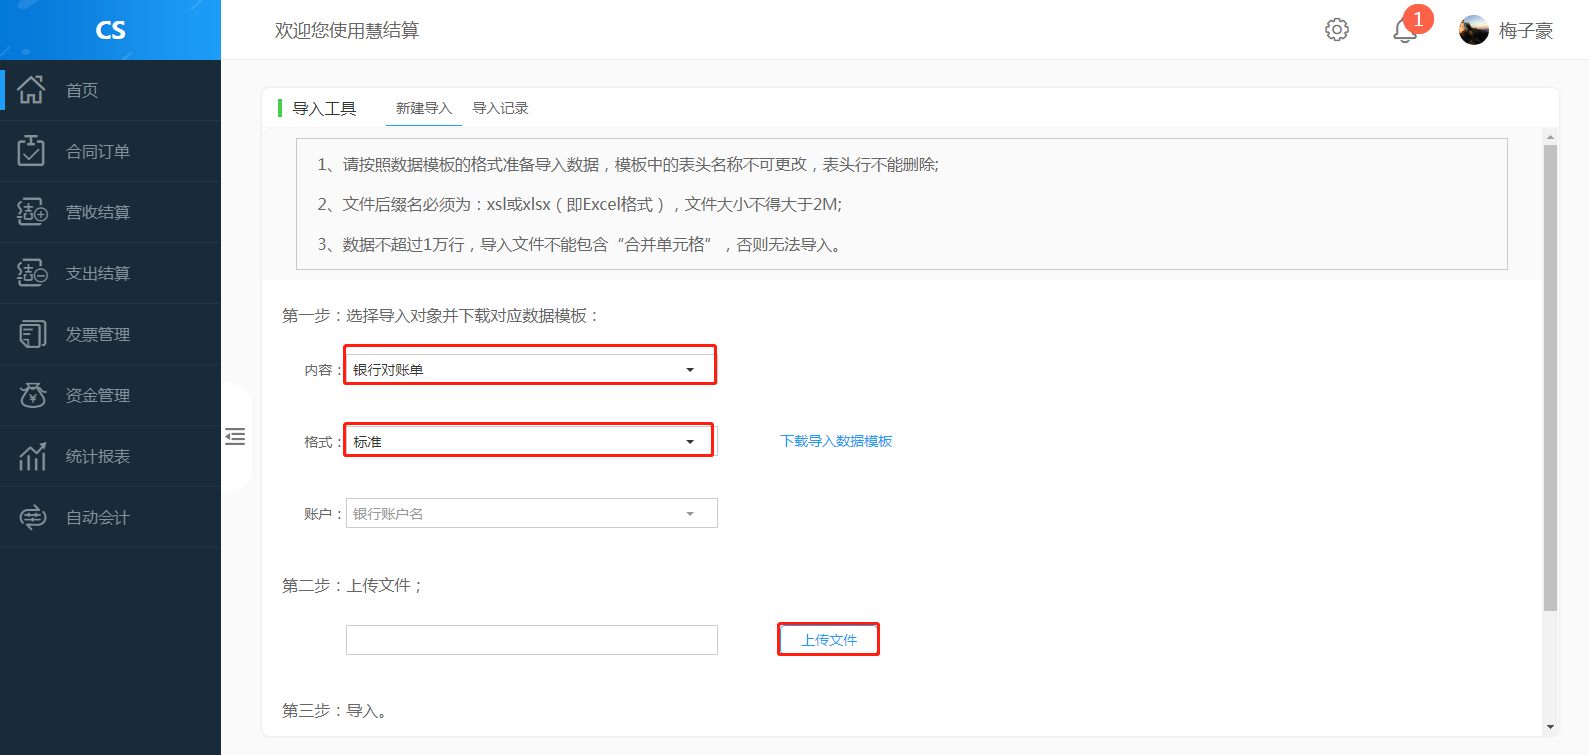 CS
欢迎您使用慧结算
1
梅子豪
首页
合同订单
营收结算
支出结算
发票管理
资金管理
统计报表
自动会计
导入工具 新建导入 导入记录
1、请按照数据模板的格式准备导入数据，模板中的表头名称不可更改，表头行不能删除;
2、文件后缀名必须为：xsl或xlsx（即Excel格式），文件大小不得大于2M;
3、数据不超过1万行，导入文件不能包含“合并单元格”，否则无法导入。
第一步：选择导入对象并下载对应数据模板：
内容： 银行对账单
格式： 标准 下载导入数据模板
账户： 银行账户名
第二步：上传文件；
上传文件
第三步：导入。